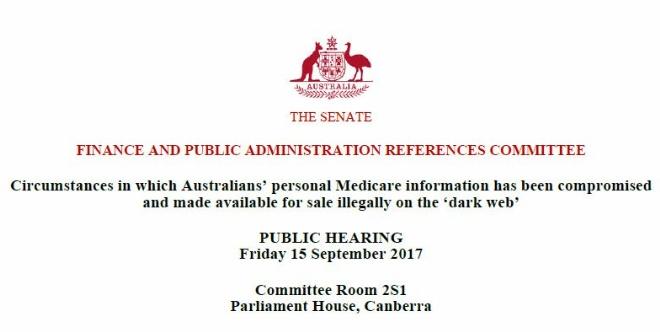 AUSTRALIA
THE SENATE
FINANCE AND PUBLIC ADMINISTRATION REFERENCES COMMITTEE
Circumstances in which Australians’ personal Medicare information has been compromised
and made available for sale illegally on the ‘dark web’
PUBLIC HEARING
Friday 15 September 2017
Committee Room 2S1
Parliament House, Canberra